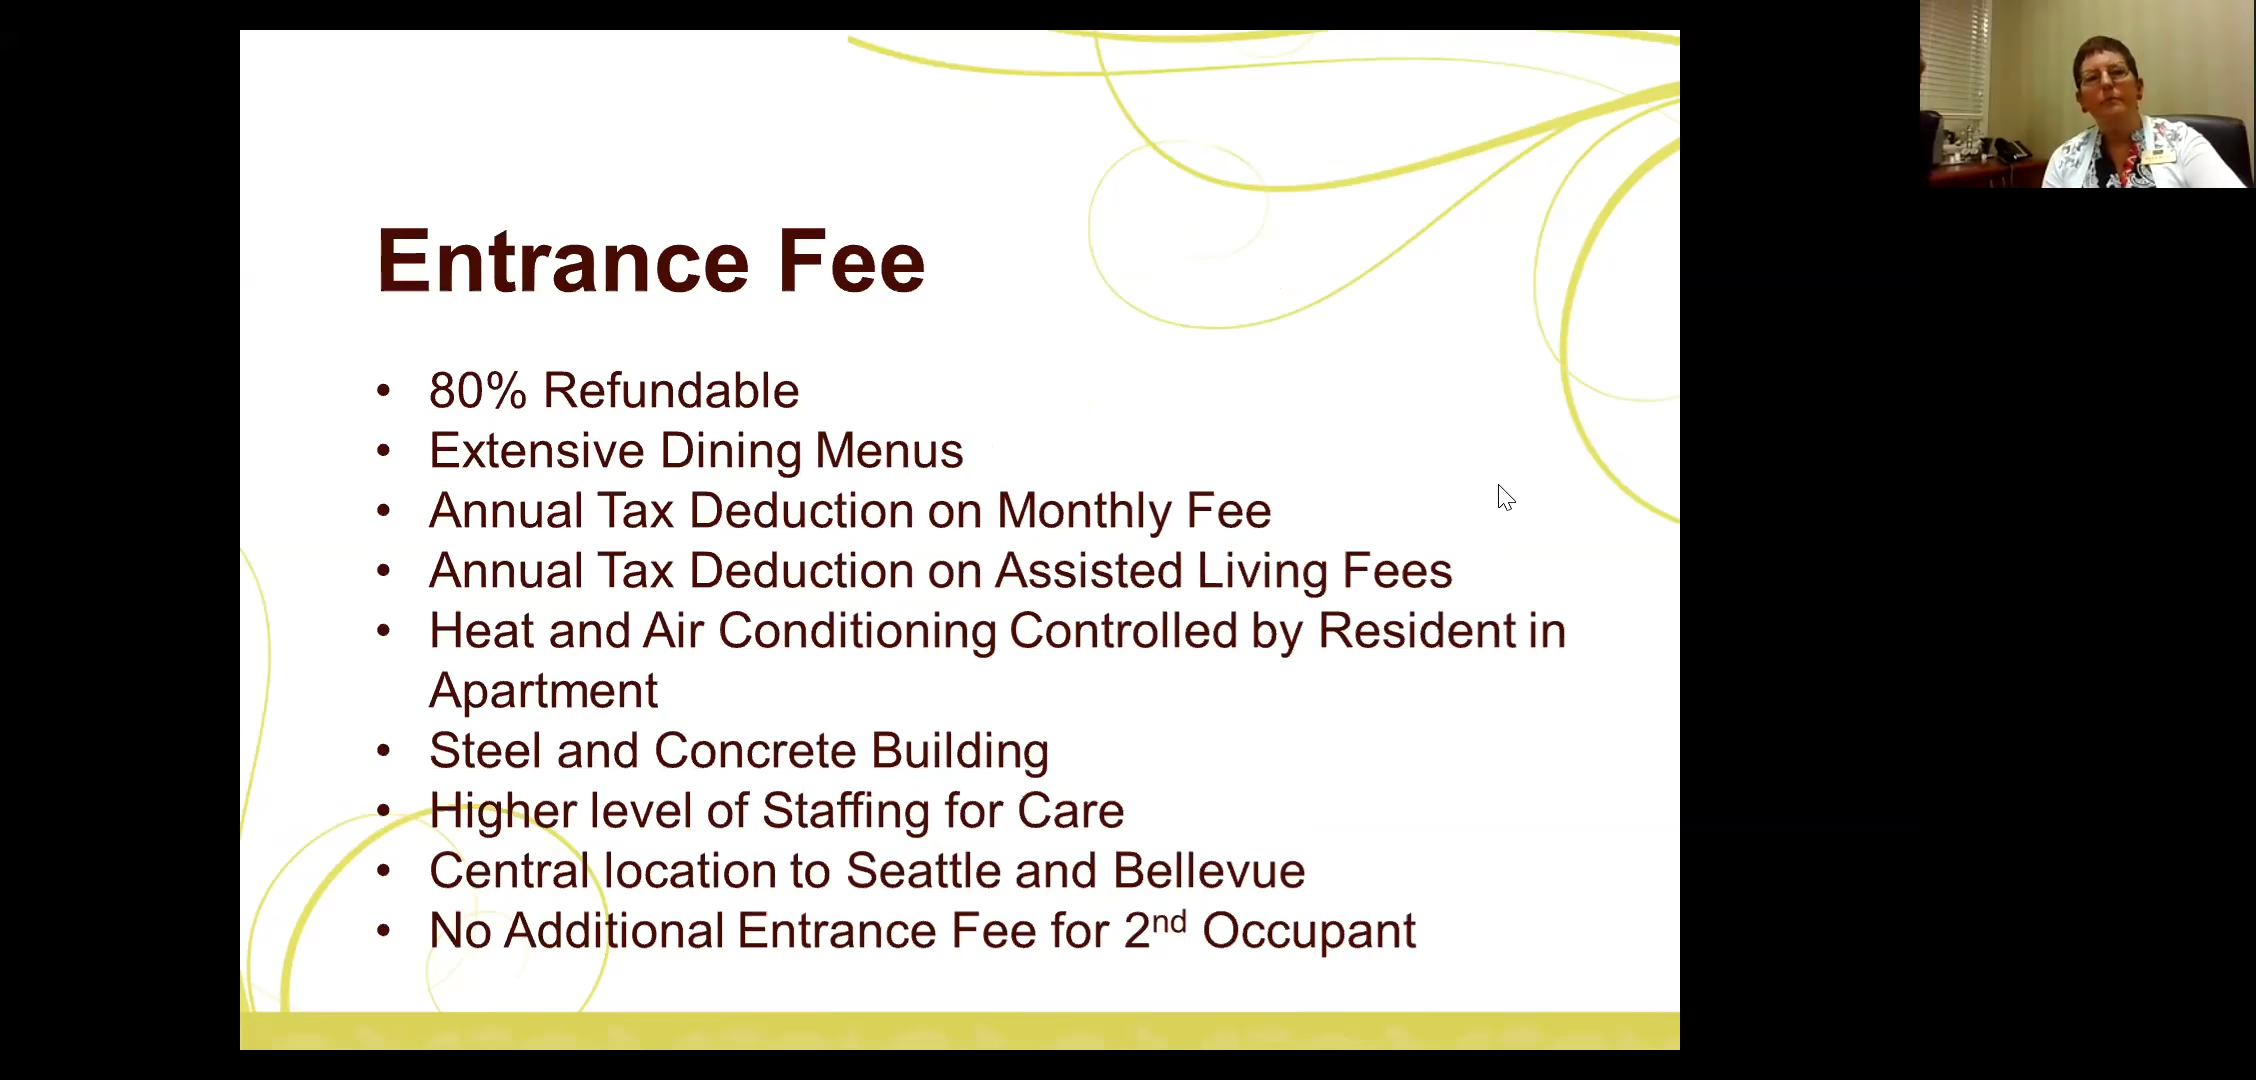 Entrance Fee
• 80% Refundable
• Extensive Dining Menus
• Annual Tax Deduction on Monthly Fee
• Annual Tax Deduction on Assisted Living Fees
• Heat and Air Conditioning Controlled by Resident in
Apartment
• Steel and Concrete Building
• Higher level of Staffing for Care
• Central location to Seattle and Bellevue
• No Additional Entrance Fee for 2nd Occupant